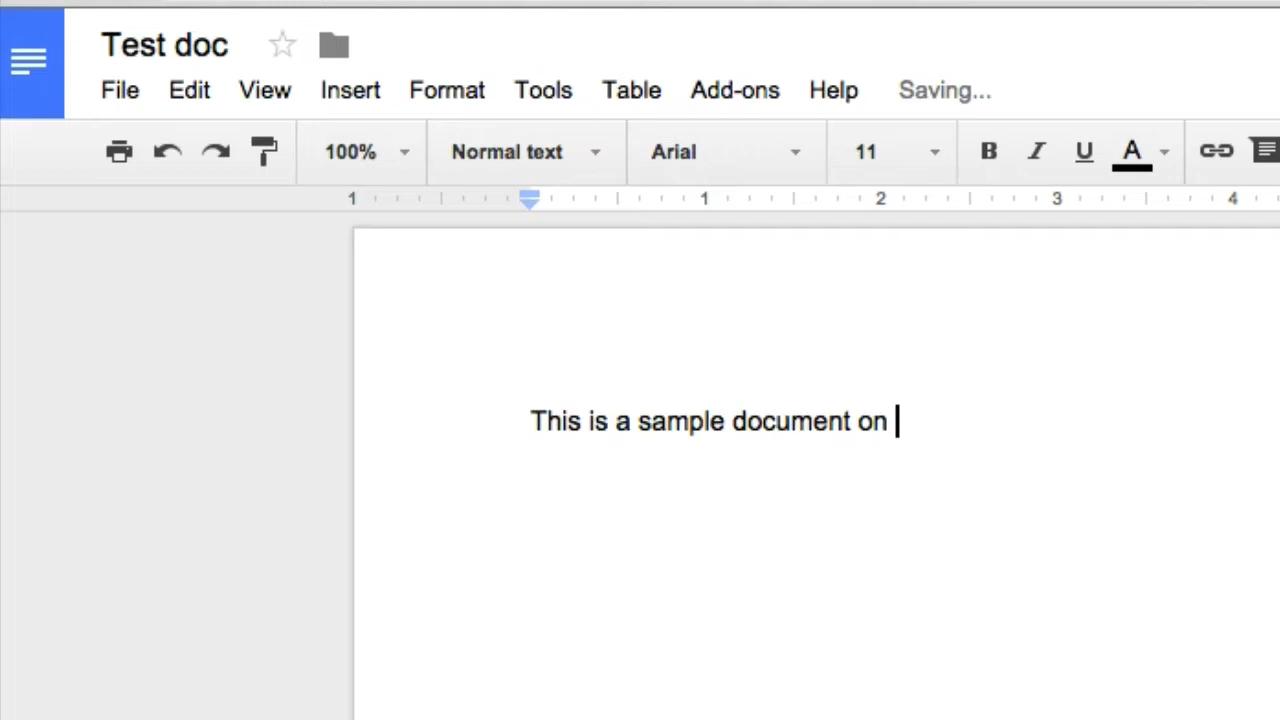 Test doc
File Edit View Insert Format Tools Table Add-ons Help Saving...
100% Normal text Arial 11 B I U A
1 1 2 3 4
This is a sample document on